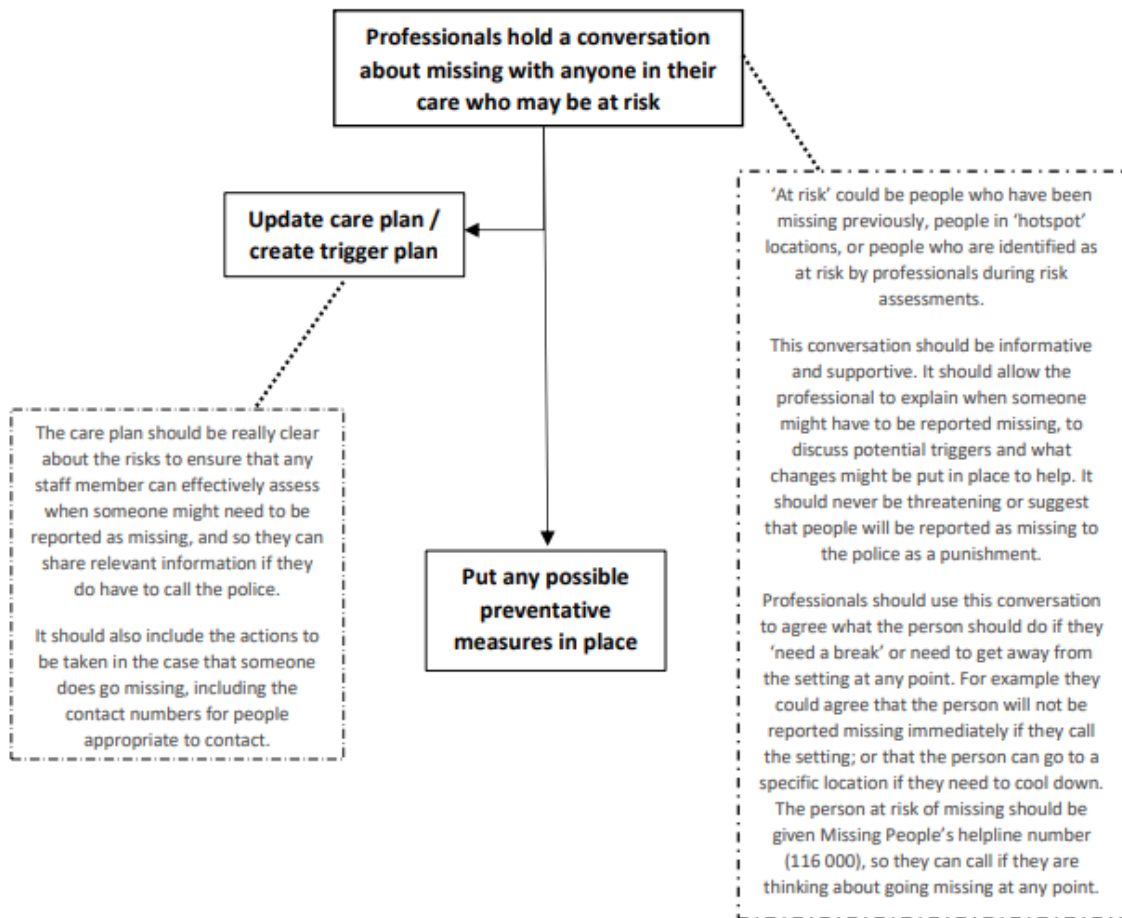 Professionals hold a conversation
about missing with anyone in their
care who may be at risk
Update care plan /
create trigger plan
‘At risk’ could be people who have been
missing previously, people in ‘hotspot’
locations, or people who are identified as
at risk by professionals during risk
assessments.
This conversation should be informative
and supportive. It should allow the
professional to explain when someone
might have to be reported missing, to
discuss potential triggers and what
changes might be put in place to help. It
should never be threatening or suggest
that people will be reported as missing to
the police as a punishment.
Professionals should use this conversation
to agree what the person should do if they
‘need a break’ or need to get away from
the setting at any point. For example they
could agree that the person will not be
reported missing immediately if they call
the setting; or that the person can go to a
specific location if they need to cool down.
The person at risk of missing should be
given Missing People’s helpline number
(116 000), so they can call if they are
thinking about going missing at any point.
The care plan should be really clear
about the risks to ensure that any
staff member can effectively assess
when someone might need to be
reported as missing, and so they can
share relevant information if they
do have to call the police.
It should also include the actions to
be taken in the case that someone
does go missing, including the
contact numbers for people
appropriate to contact.
Put any possible
preventative
measures in place